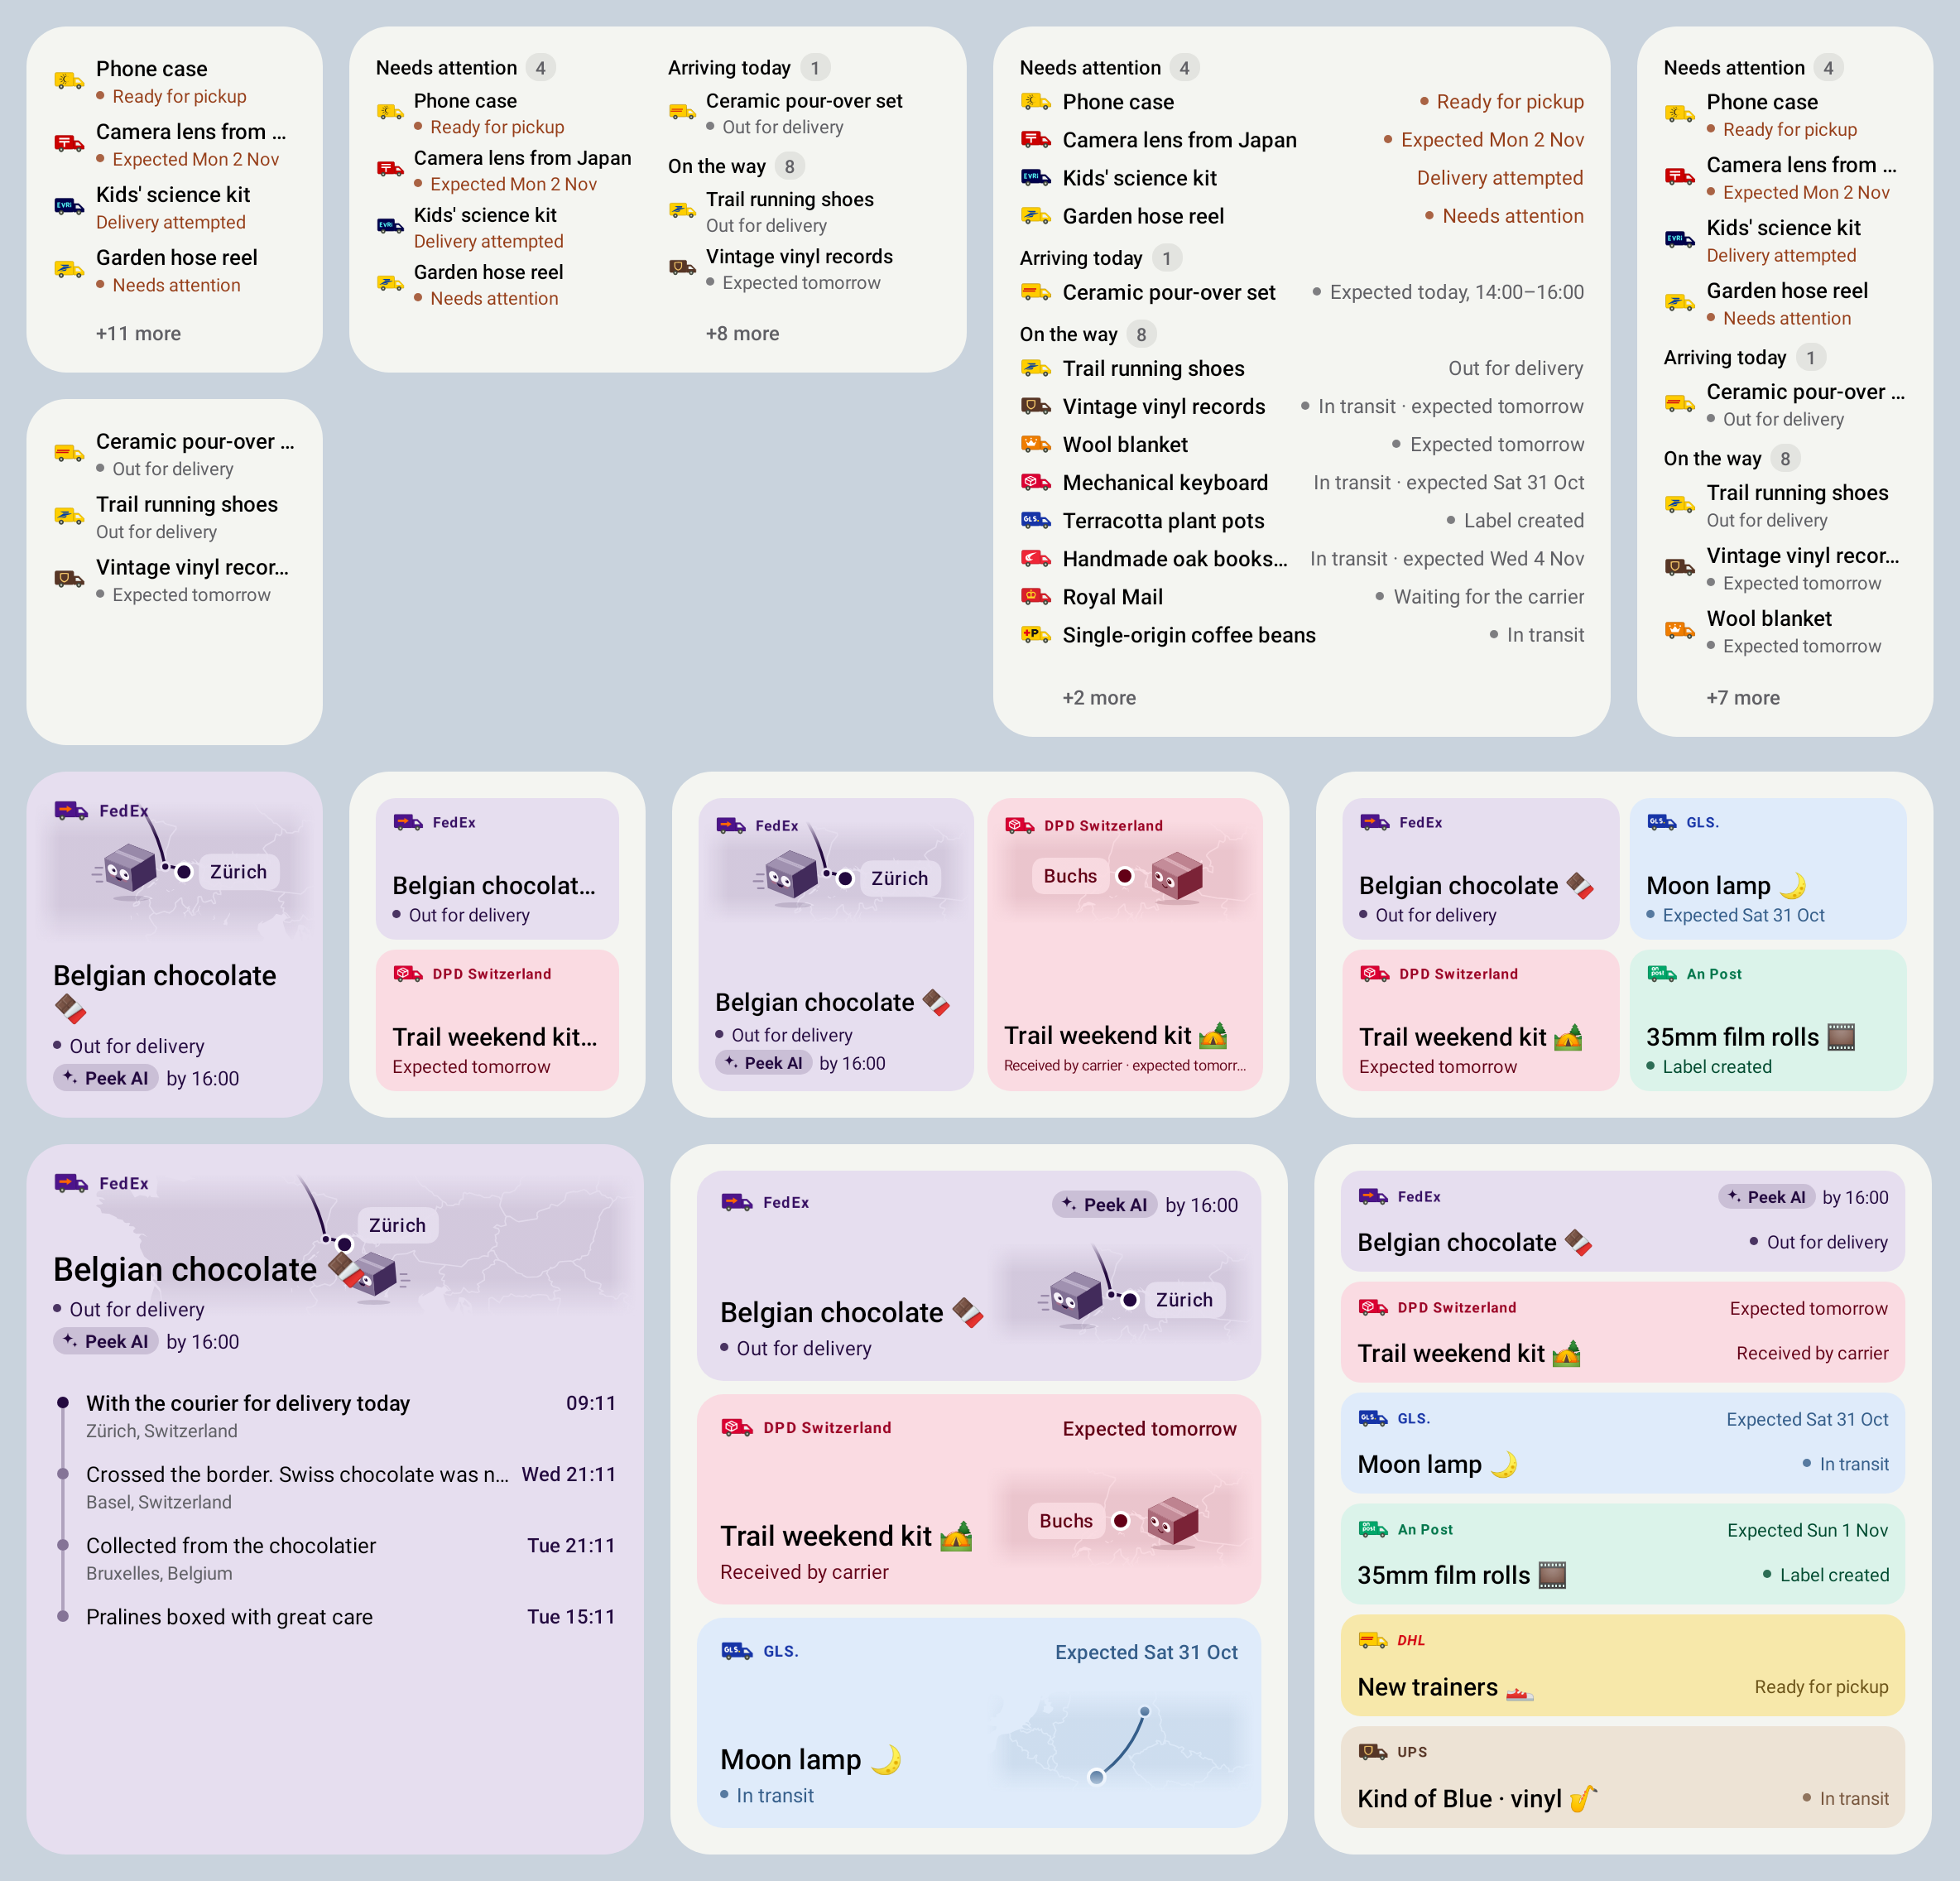 Phone case
Ready for pickup
Camera lens from ...
Expected Mon 2 Nov
Kids' science kit
Delivery attempted
Garden hose reel
Needs attention
+11 more
Needs attention 4
Phone case
Ready for pickup
Camera lens from Japan
Expected Mon 2 Nov
Kids' science kit
Delivery attempted
Garden hose reel
Needs attention
Arriving today 1
Ceramic pour-over set
Out for delivery
On the way 8
Trail running shoes
Out for delivery
Vintage vinyl records
Expected tomorrow
+8 more
Needs attention 4
Phone case Ready for pickup
Camera lens from Japan Expected Mon 2 Nov
Kids' science kit Delivery attempted
Garden hose reel Needs attention
Arriving today 1
Ceramic pour-over set Expected today, 14:00–16:00
On the way 8
Trail running shoes Out for delivery
Vintage vinyl records In transit · expected tomorrow
Wool blanket Expected tomorrow
Mechanical keyboard In transit · expected Sat 31 Oct
Terracotta plant pots Label created
Handmade oak books... In transit · expected Wed 4 Nov
Royal Mail Waiting for the carrier
Single-origin coffee beans In transit
+2 more
Needs attention 4
Phone case
Ready for pickup
Camera lens from ...
Expected Mon 2 Nov
Kids' science kit
Delivery attempted
Garden hose reel
Needs attention
Arriving today 1
Ceramic pour-over ...
Out for delivery
On the way 8
Trail running shoes
Out for delivery
Vintage vinyl recor...
Expected tomorrow
Wool blanket
Expected tomorrow
+7 more
Ceramic pour-over ...
Out for delivery
Trail running shoes
Out for delivery
Vintage vinyl recor...
Expected tomorrow
FedEx
Zürich
Belgian chocolate
Out for delivery
Peek AI by 16:00
FedEx
Belgian chocolat...
Out for delivery
DPD Switzerland
Trail weekend kit...
Expected tomorrow
FedEx
Zürich
Belgian chocolate
Out for delivery
Peek AI by 16:00
DPD Switzerland
Buchs
Trail weekend kit
Received by carrier · expected tomorr...
FedEx
Belgian chocolate
Out for delivery
GLS.
Moon lamp
Expected Sat 31 Oct
DPD Switzerland
Trail weekend kit
Expected tomorrow
An Post
35mm film rolls
Label created
FedEx
Zürich
Belgian chocolate
Out for delivery
Peek AI by 16:00
With the courier for delivery today 09:11
Zürich, Switzerland
Crossed the border. Swiss chocolate was n... Wed 21:11
Basel, Switzerland
Collected from the chocolatier Tue 21:11
Bruxelles, Belgium
Pralines boxed with great care Tue 15:11
FedEx Peek AI by 16:00
Zürich
Belgian chocolate
Out for delivery
DPD Switzerland Expected tomorrow
Buchs
Trail weekend kit
Received by carrier
GLS. Expected Sat 31 Oct
Moon lamp
In transit
FedEx Peek AI by 16:00
Belgian chocolate Out for delivery
DPD Switzerland Expected tomorrow
Trail weekend kit Received by carrier
GLS. Expected Sat 31 Oct
Moon lamp In transit
An Post Expected Sun 1 Nov
35mm film rolls Label created
DHL
New trainers Ready for pickup
UPS
Kind of Blue · vinyl In transit